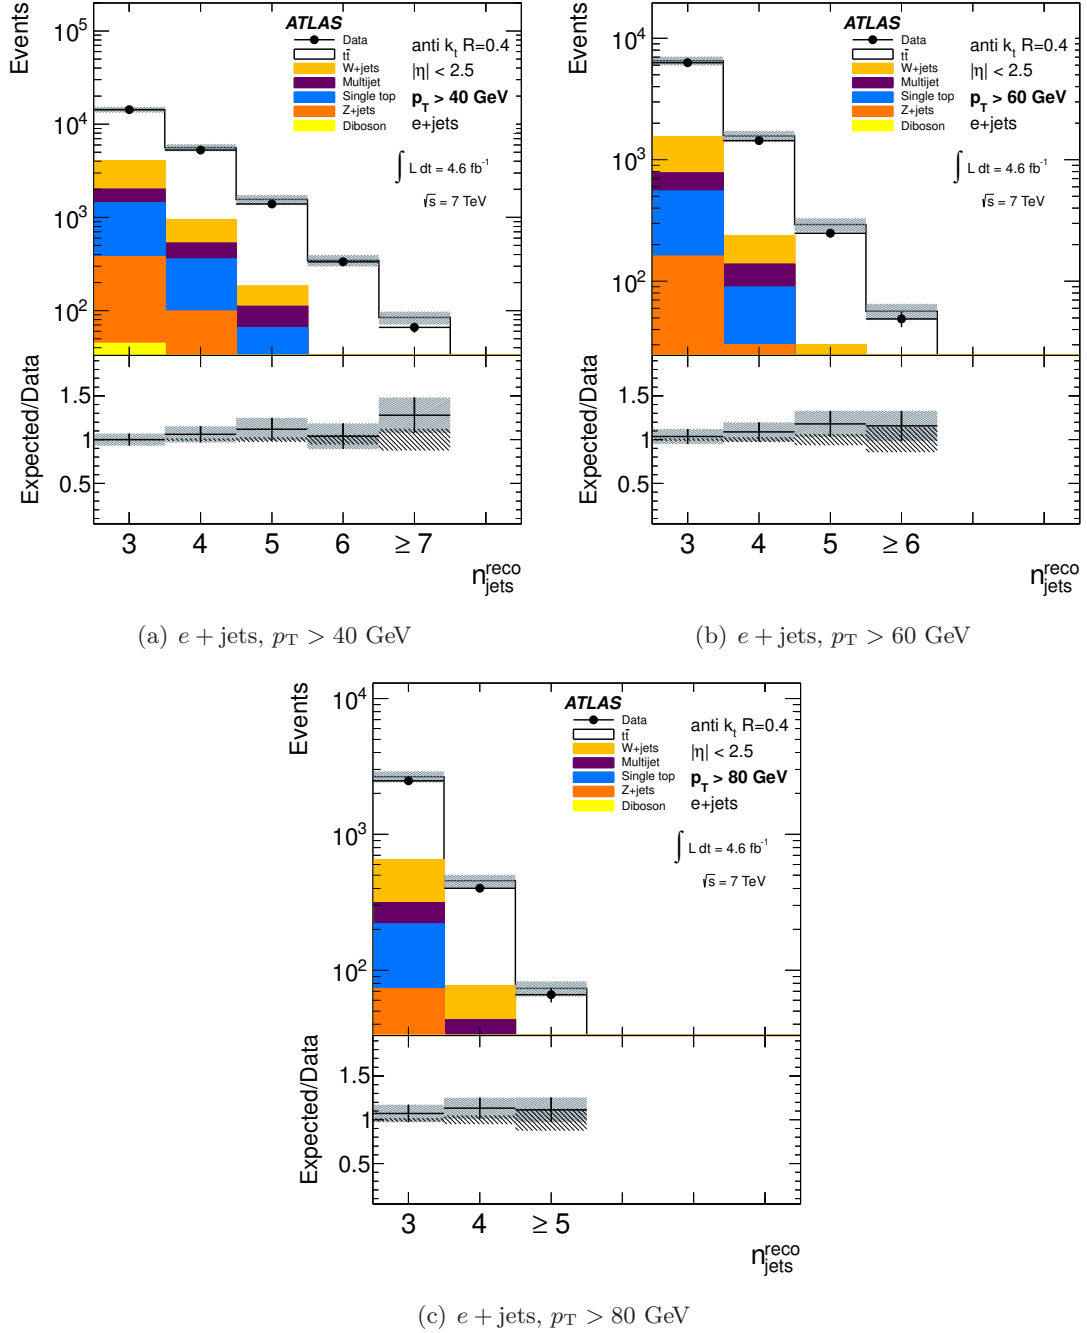 Events
10^5
10^4
10^3
10^2
ATLAS
Data
tt̄
W+jets
Multijet
Single top
Z+jets
Diboson
anti k_t R=0.4
|η| < 2.5
p_T > 40 GeV
e+jets
∫ L dt = 4.6 fb^-1
√s = 7 TeV
Expected/Data
1.5
1
0.5
3 4 5 6 ≥ 7
n_jets^reco
(a) e + jets, p_T > 40 GeV
Events
10^4
10^3
10^2
ATLAS
Data
tt̄
W+jets
Multijet
Single top
Z+jets
Diboson
anti k_t R=0.4
|η| < 2.5
p_T > 60 GeV
e+jets
∫ L dt = 4.6 fb^-1
√s = 7 TeV
Expected/Data
1.5
1
0.5
3 4 5 ≥ 6
n_jets^reco
(b) e + jets, p_T > 60 GeV
Events
10^4
10^3
10^2
ATLAS
Data
tt̄
W+jets
Multijet
Single top
Z+jets
Diboson
anti k_t R=0.4
|η| < 2.5
p_T > 80 GeV
e+jets
∫ L dt = 4.6 fb^-1
√s = 7 TeV
Expected/Data
1.5
1
0.5
3 4 ≥ 5
n_jets^reco
(c) e + jets, p_T > 80 GeV